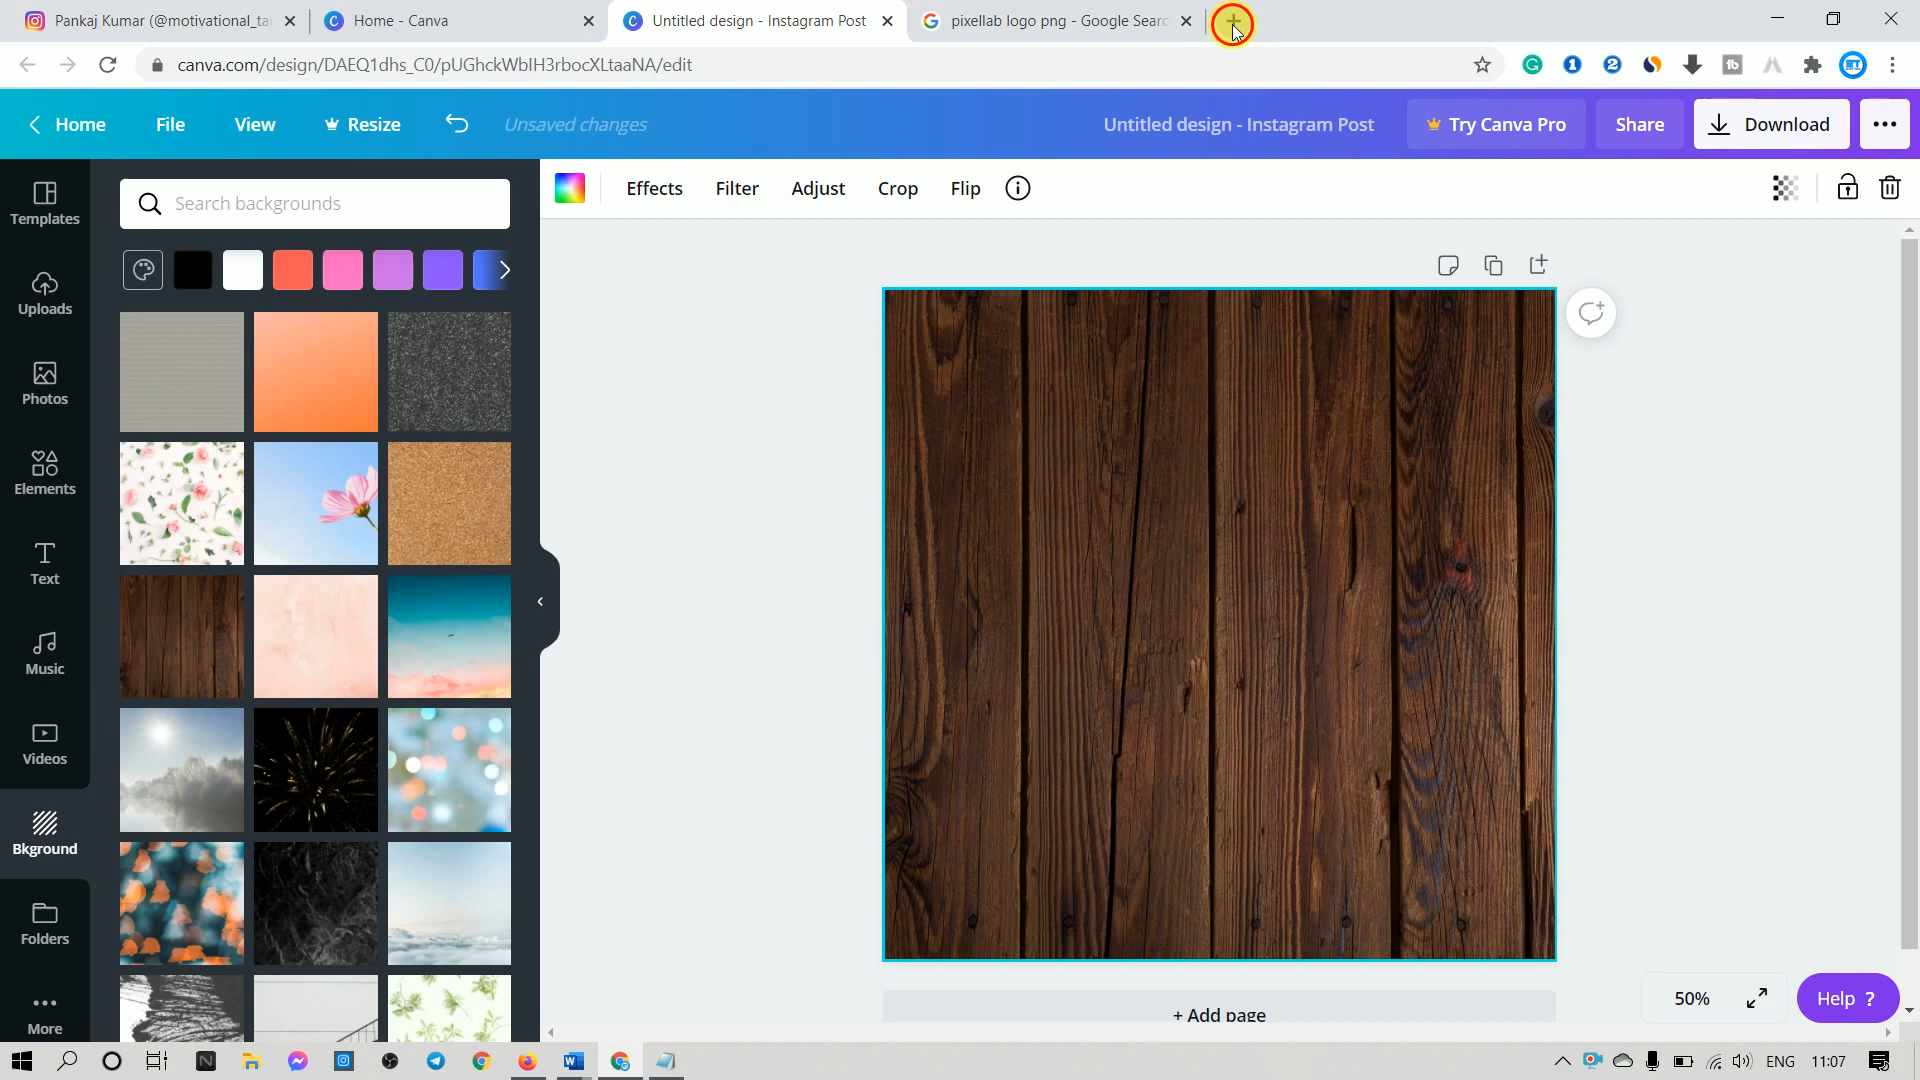 Pankaj Kumar (@motivational_ta
Home - Canva
Untitled design - Instagram Post
pixellab logo png - Google Searc
canva.com/design/DAEQ1dhs_C0/pUGhckWbIH3rbocXLtaaNA/edit
Home
File
View
Resize
Unsaved changes
Untitled design - Instagram Post
Try Canva Pro
Share
Download
Templates
Uploads
Photos
Elements
Text
Music
Videos
Bkground
Folders
More
Search backgrounds
Effects
Filter
Adjust
Crop
Flip
+ Add page
50%
Help ?
ENG
11:07